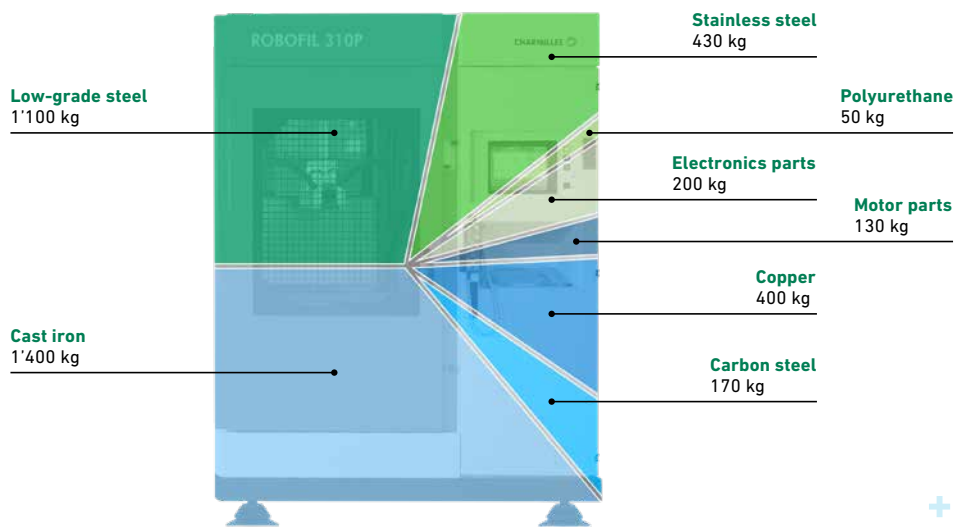 ROBOFIL 310P
CHARMILLES
Stainless steel
430 kg
Low-grade steel
1'100 kg
Polyurethane
50 kg
Electronics parts
200 kg
Motor parts
130 kg
Copper
400 kg
Cast iron
1'400 kg
Carbon steel
170 kg